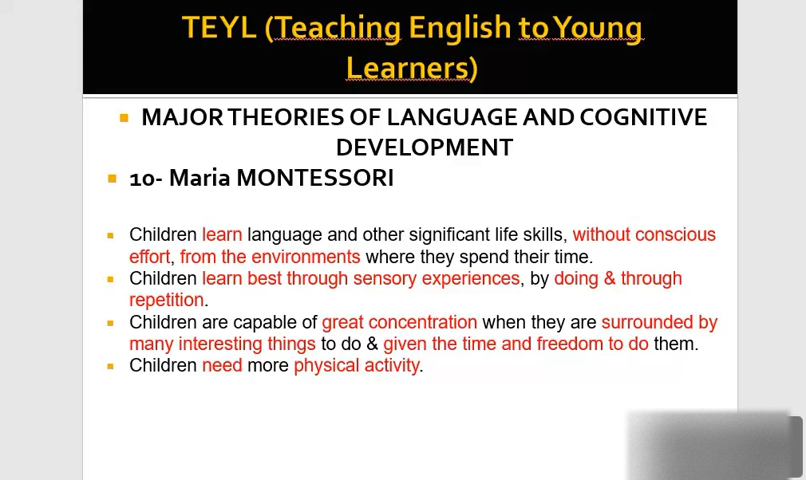 TEYL (Teaching English to Young
Learners)
MAJOR THEORIES OF LANGUAGE AND COGNITIVE
DEVELOPMENT
10- Maria MONTESSORI
Children learn language and other significant life skills, without conscious
effort, from the environments where they spend their time.
Children learn best through sensory experiences, by doing & through
repetition.
Children are capable of great concentration when they are surrounded by
many interesting things to do & given the time and freedom to do them.
Children need more physical activity.